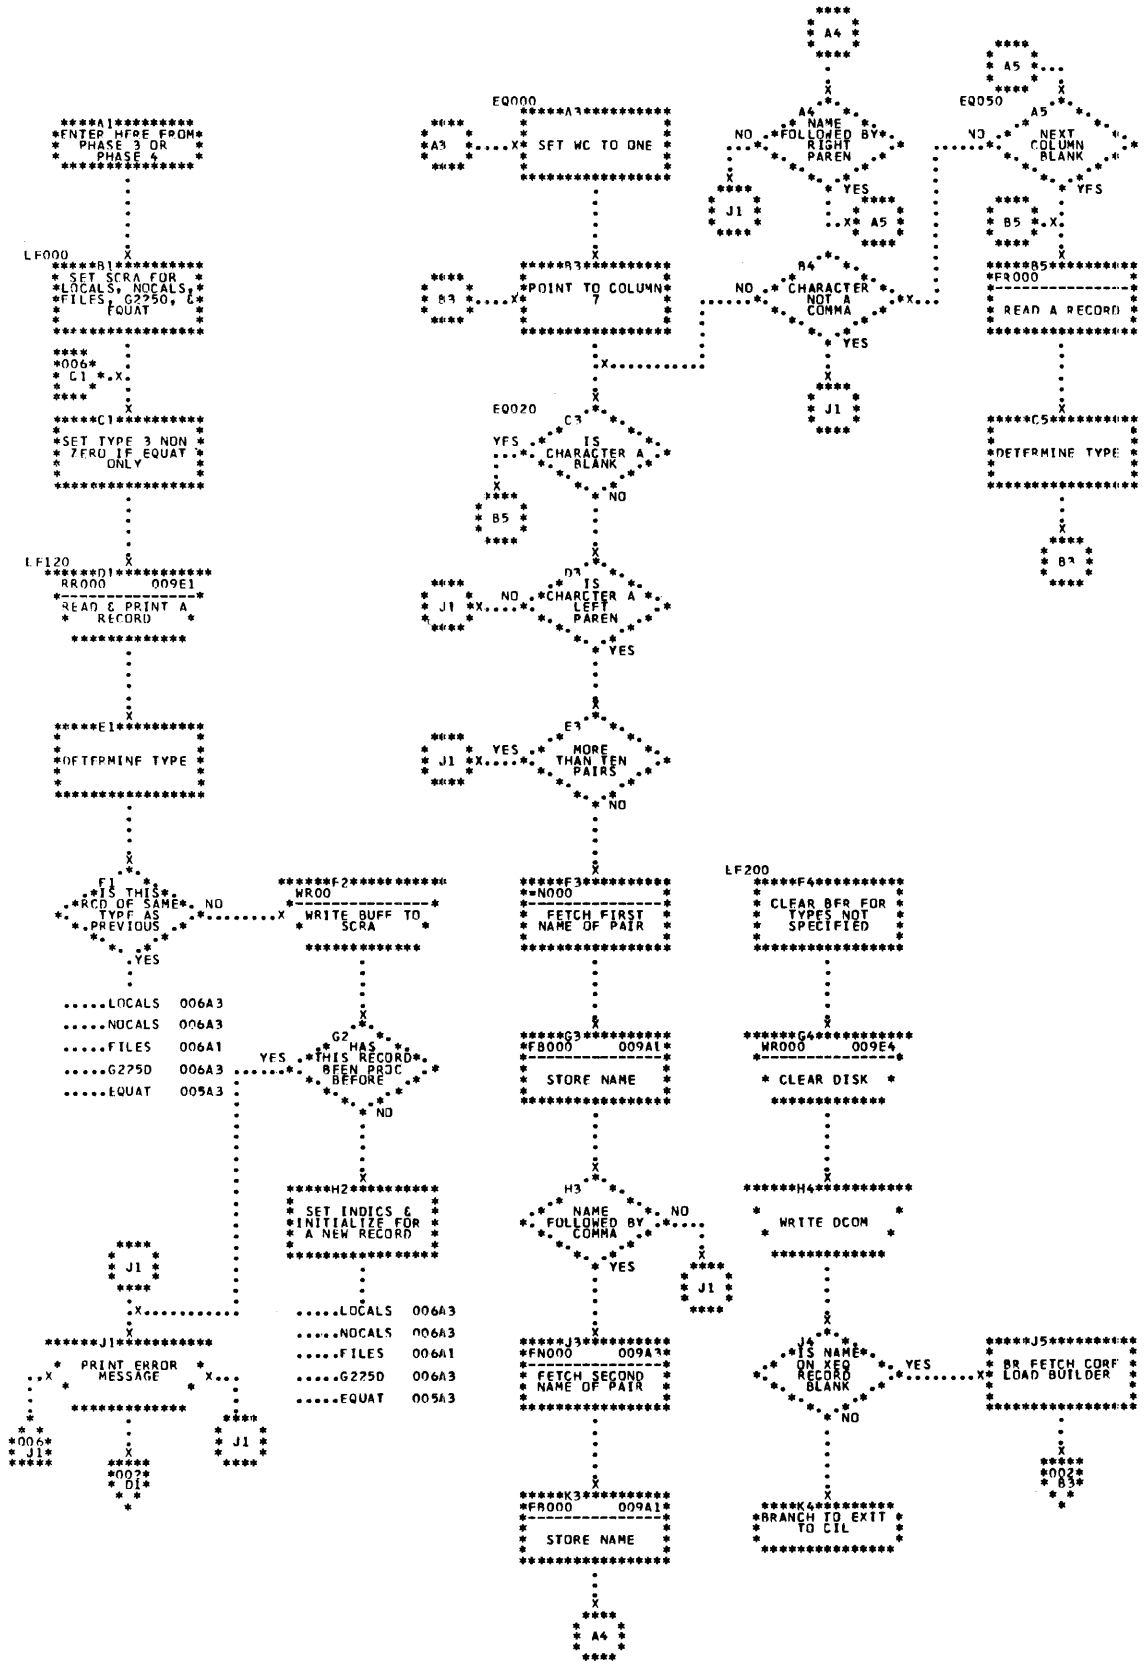 A1
ENTER HERE FROM
PHASE 3 OR
PHASE 4
LF000
B1
SET SCRA FOR
LOCALS, NOCALS,
FILES, G2250, &
EQUAT
006
C1
C1
SET TYPE 3 NON
ZERO IF EQUAT
ONLY
LF120
D1
RR000 009E1
READ & PRINT A
RECORD
E1
DETERMINE TYPE
F1
IS THIS
RCD OF SAME
TYPE AS
PREVIOUS
NO
YES
.....LOCALS 006A3
.....NOCALS 006A3
.....FILES 006A1
.....G225D 006A3
.....EQUAT 005A3
F2
WR00
WRITE BUFF TO
SCRA
G2
HAS
THIS RECORD
BEEN PROC
BEFORE
YES
NO
H2
SET INDICS &
INITIALIZE FOR
A NEW RECORD
.....LOCALS 006A3
.....NOCALS 006A3
.....FILES 006A1
.....G225D 006A3
.....EQUAT 005A3
J1
J1
PRINT ERROR
MESSAGE
006
J1
002
D1
J1
EQ000
A3
A3
SET WC TO ONE
B3
B3
POINT TO COLUMN
7
EQ020
C3
IS
CHARACTER A
BLANK
YES
NO
B5
D3
IS
CHARCTER A
LEFT
PAREN
NO
J1
YES
E3
MORE
THAN TEN
PAIRS
YES
J1
NO
F3
=N000
FETCH FIRST
NAME OF PAIR
G3
FB000 009A1
STORE NAME
H3
NAME
FOLLOWED BY
COMMA
NO
YES
J1
J3
FN000 009A3
FETCH SECOND
NAME OF PAIR
K3
FB000 009A1
STORE NAME
A4
A4
A4
NAME
FOLLOWED BY
RIGHT
PAREN
NO
J1
YES
A5
B4
CHARACTER
NOT A
COMMA
NO
YES
J1
LF200
F4
CLEAR BFR FOR
TYPES NOT
SPECIFIED
G4
WR000 009E4
CLEAR DISK
H4
WRITE DCOM
J4
IS NAME
ON XEQ
RECORD
BLANK
YES
NO
K4
BRANCH TO EXIT
TO CIL
A5
EQ050
A5
NEXT
COLUMN
BLANK
NO
YES
B5
B5
FR000
READ A RECORD
C5
DETERMINE TYPE
B3
J5
BR FETCH CORE
LOAD BUILDER
002
B3